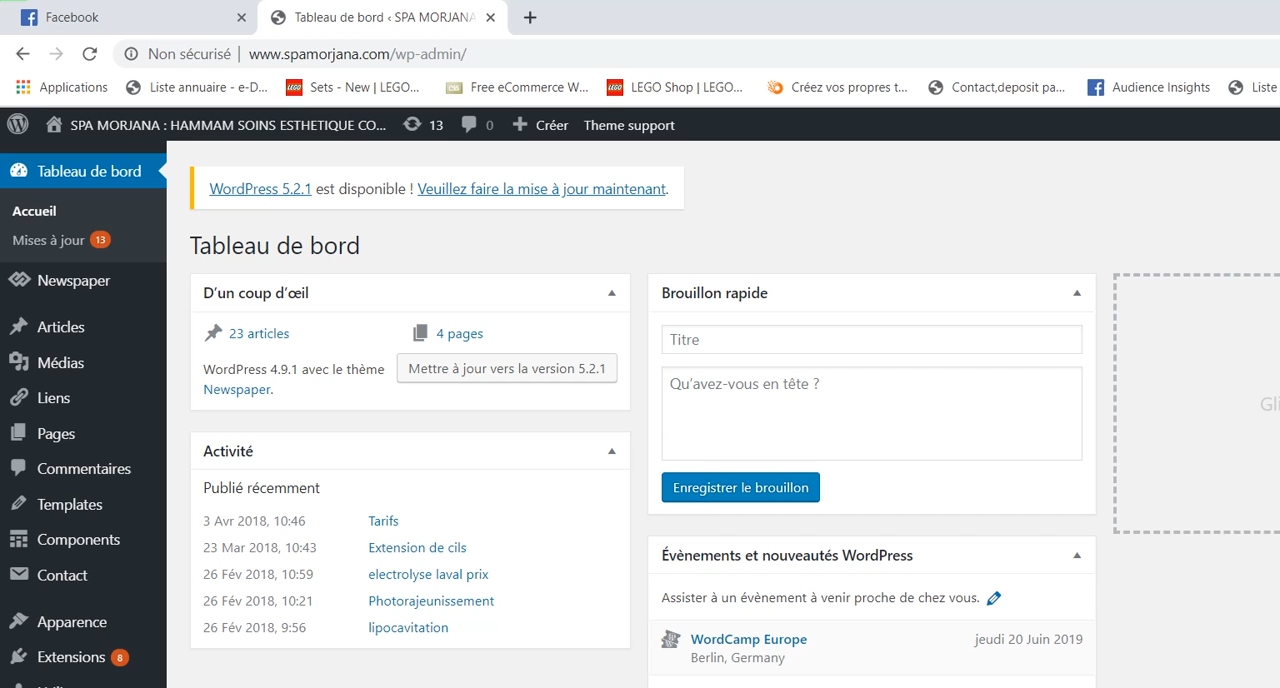 Facebook
Tableau de bord ‹ SPA MORJANA
Non sécurisé | www.spamorjana.com/wp-admin/
Applications
Liste annuaire - e-D...
Sets - New | LEGO...
Free eCommerce W...
LEGO Shop | LEGO...
Créez vos propres t...
Contact,deposit pa...
Audience Insights
Liste
SPA MORJANA : HAMMAM SOINS ESTHETIQUE CO...
13
0
Créer
Theme support
Tableau de bord
Accueil
Mises à jour 13
Newspaper
Articles
Médias
Liens
Pages
Commentaires
Templates
Components
Contact
Apparence
Extensions 8
WordPress 5.2.1 est disponible ! Veuillez faire la mise à jour maintenant.
Tableau de bord
D’un coup d’œil
23 articles
4 pages
WordPress 4.9.1 avec le thème
Newspaper.
Mettre à jour vers la version 5.2.1
Activité
Publié récemment
3 Avr 2018, 10:46 Tarifs
23 Mar 2018, 10:43 Extension de cils
26 Fév 2018, 10:59 electrolyse laval prix
26 Fév 2018, 10:21 Photorajeunissement
26 Fév 2018, 9:56 lipocavitation
Brouillon rapide
Titre
Qu’avez-vous en tête ?
Enregistrer le brouillon
Évènements et nouveautés WordPress
Assister à un évènement à venir proche de chez vous.
WordCamp Europe jeudi 20 Juin 2019
Berlin, Germany
Gli